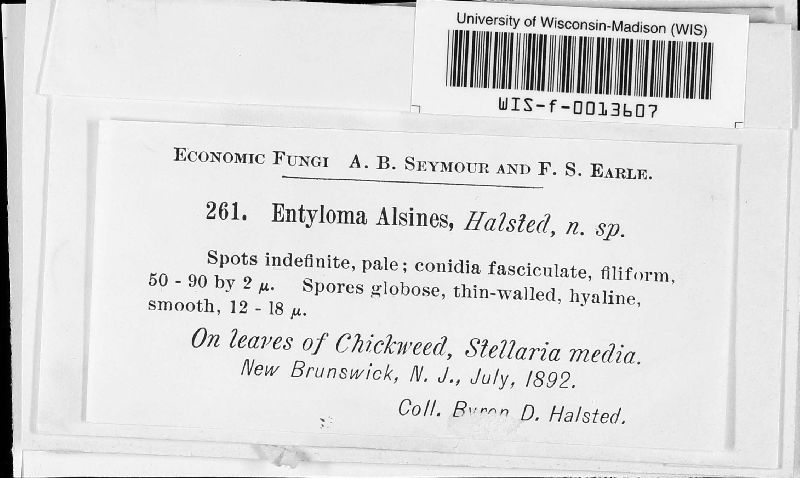 University of Wisconsin-Madison (WIS)
WIS-f-0013607
ECONOMIC FUNGI A. B. SEYMOUR AND F. S. EARLE.
261. Entyloma Alsines, Halsted, n. sp.
Spots indefinite, pale; conidia fasciculate, filiform,
50 - 90 by 2 μ. Spores globose, thin-walled, hyaline,
smooth, 12 - 18 μ.
On leaves of Chickweed, Stellaria media.
New Brunswick, N. J., July, 1892.
Coll. Byron D. Halsted.